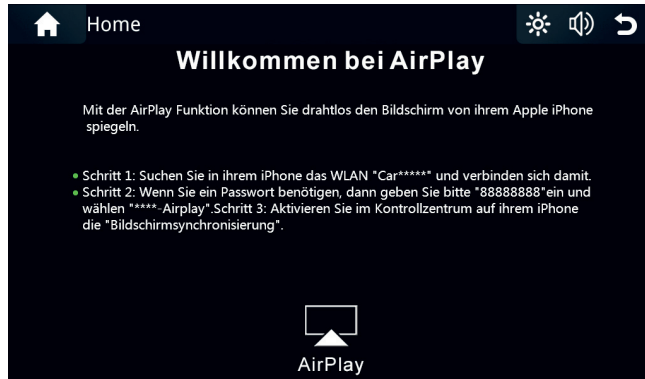 Home
Willkommen bei AirPlay
Mit der AirPlay Funktion können Sie drahtlos den Bildschirm von ihrem Apple iPhone
spiegeln.
Schritt 1: Suchen Sie in ihrem iPhone das WLAN "Car*****" und verbinden sich damit.
Schritt 2: Wenn Sie ein Passwort benötigen, dann geben Sie bitte "88888888"ein und
wählen "****-Airplay".Schritt 3: Aktivieren Sie im Kontrollzentrum auf ihrem iPhone
die "Bildschirmsynchronisierung".
AirPlay